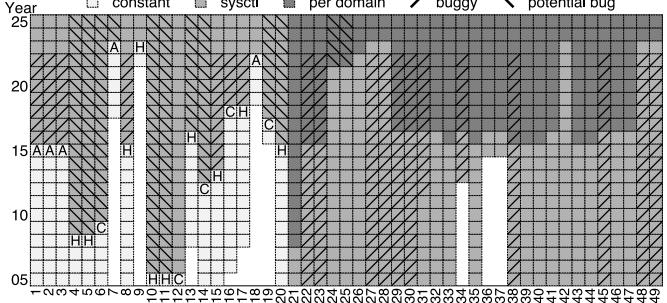 constant sysctl per domain buggy potential bug
Year
25
A H
A
20
C H
C
H
15 A A A H H
H
C
10
C
H H
05 H H C
1 2 3 4 5 6 7 8 9 10 11 12 13 14 15 16 17 18 19 20 21 22 23 24 25 26 27 28 29 30 31 32 33 34 35 36 37 38 39 40 41 42 43 44 45 46 47 48 49